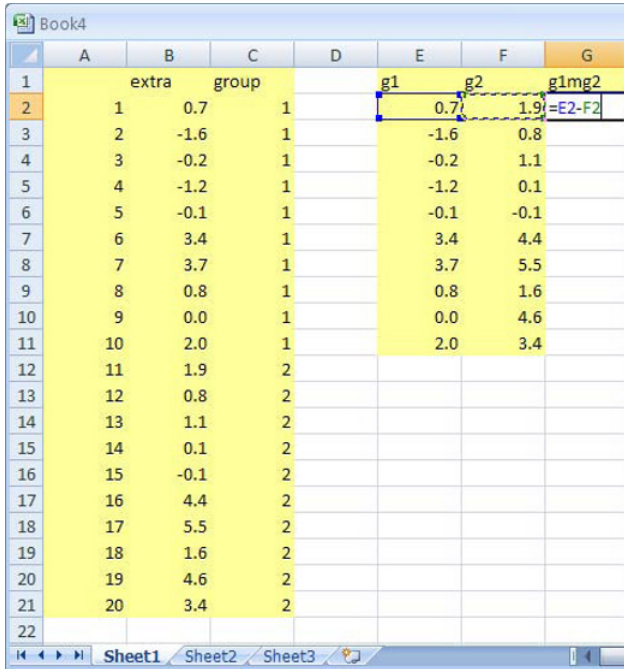 Book4
A B C D E F G
1 extra group g1 g2 g1mg2
2 1 0.7 1 0.7 1.9 =E2-F2
3 2 -1.6 1 -1.6 0.8
4 3 -0.2 1 -0.2 1.1
5 4 -1.2 1 -1.2 0.1
6 5 -0.1 1 -0.1 -0.1
7 6 3.4 1 3.4 4.4
8 7 3.7 1 3.7 5.5
9 8 0.8 1 0.8 1.6
10 9 0.0 1 0.0 4.6
11 10 2.0 1 2.0 3.4
12 11 1.9 2
13 12 0.8 2
14 13 1.1 2
15 14 0.1 2
16 15 -0.1 2
17 16 4.4 2
18 17 5.5 2
19 18 1.6 2
20 19 4.6 2
21 20 3.4 2
22
Sheet1 Sheet2 Sheet3